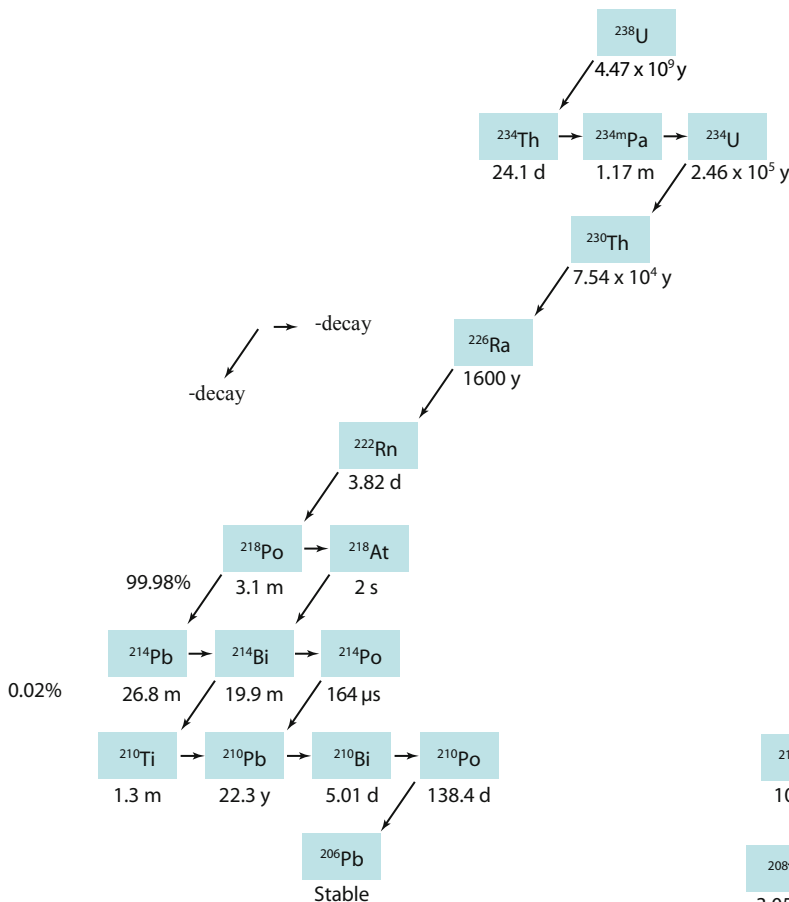 ²³⁸U
4.47 x 10⁹ y
²³⁴Th ²³⁴ᵐPa ²³⁴U
24.1 d 1.17 m 2.46 x 10⁵ y
²³⁰Th
7.54 x 10⁴ y
-decay
-decay
²²⁶Ra
1600 y
²²²Rn
3.82 d
²¹⁸Po ²¹⁸At
99.98% 3.1 m 2 s
²¹⁴Pb ²¹⁴Bi ²¹⁴Po
0.02% 26.8 m 19.9 m 164 µs
²¹⁰Ti ²¹⁰Pb ²¹⁰Bi ²¹⁰Po
1.3 m 22.3 y 5.01 d 138.4 d
²⁰⁶Pb
Stable